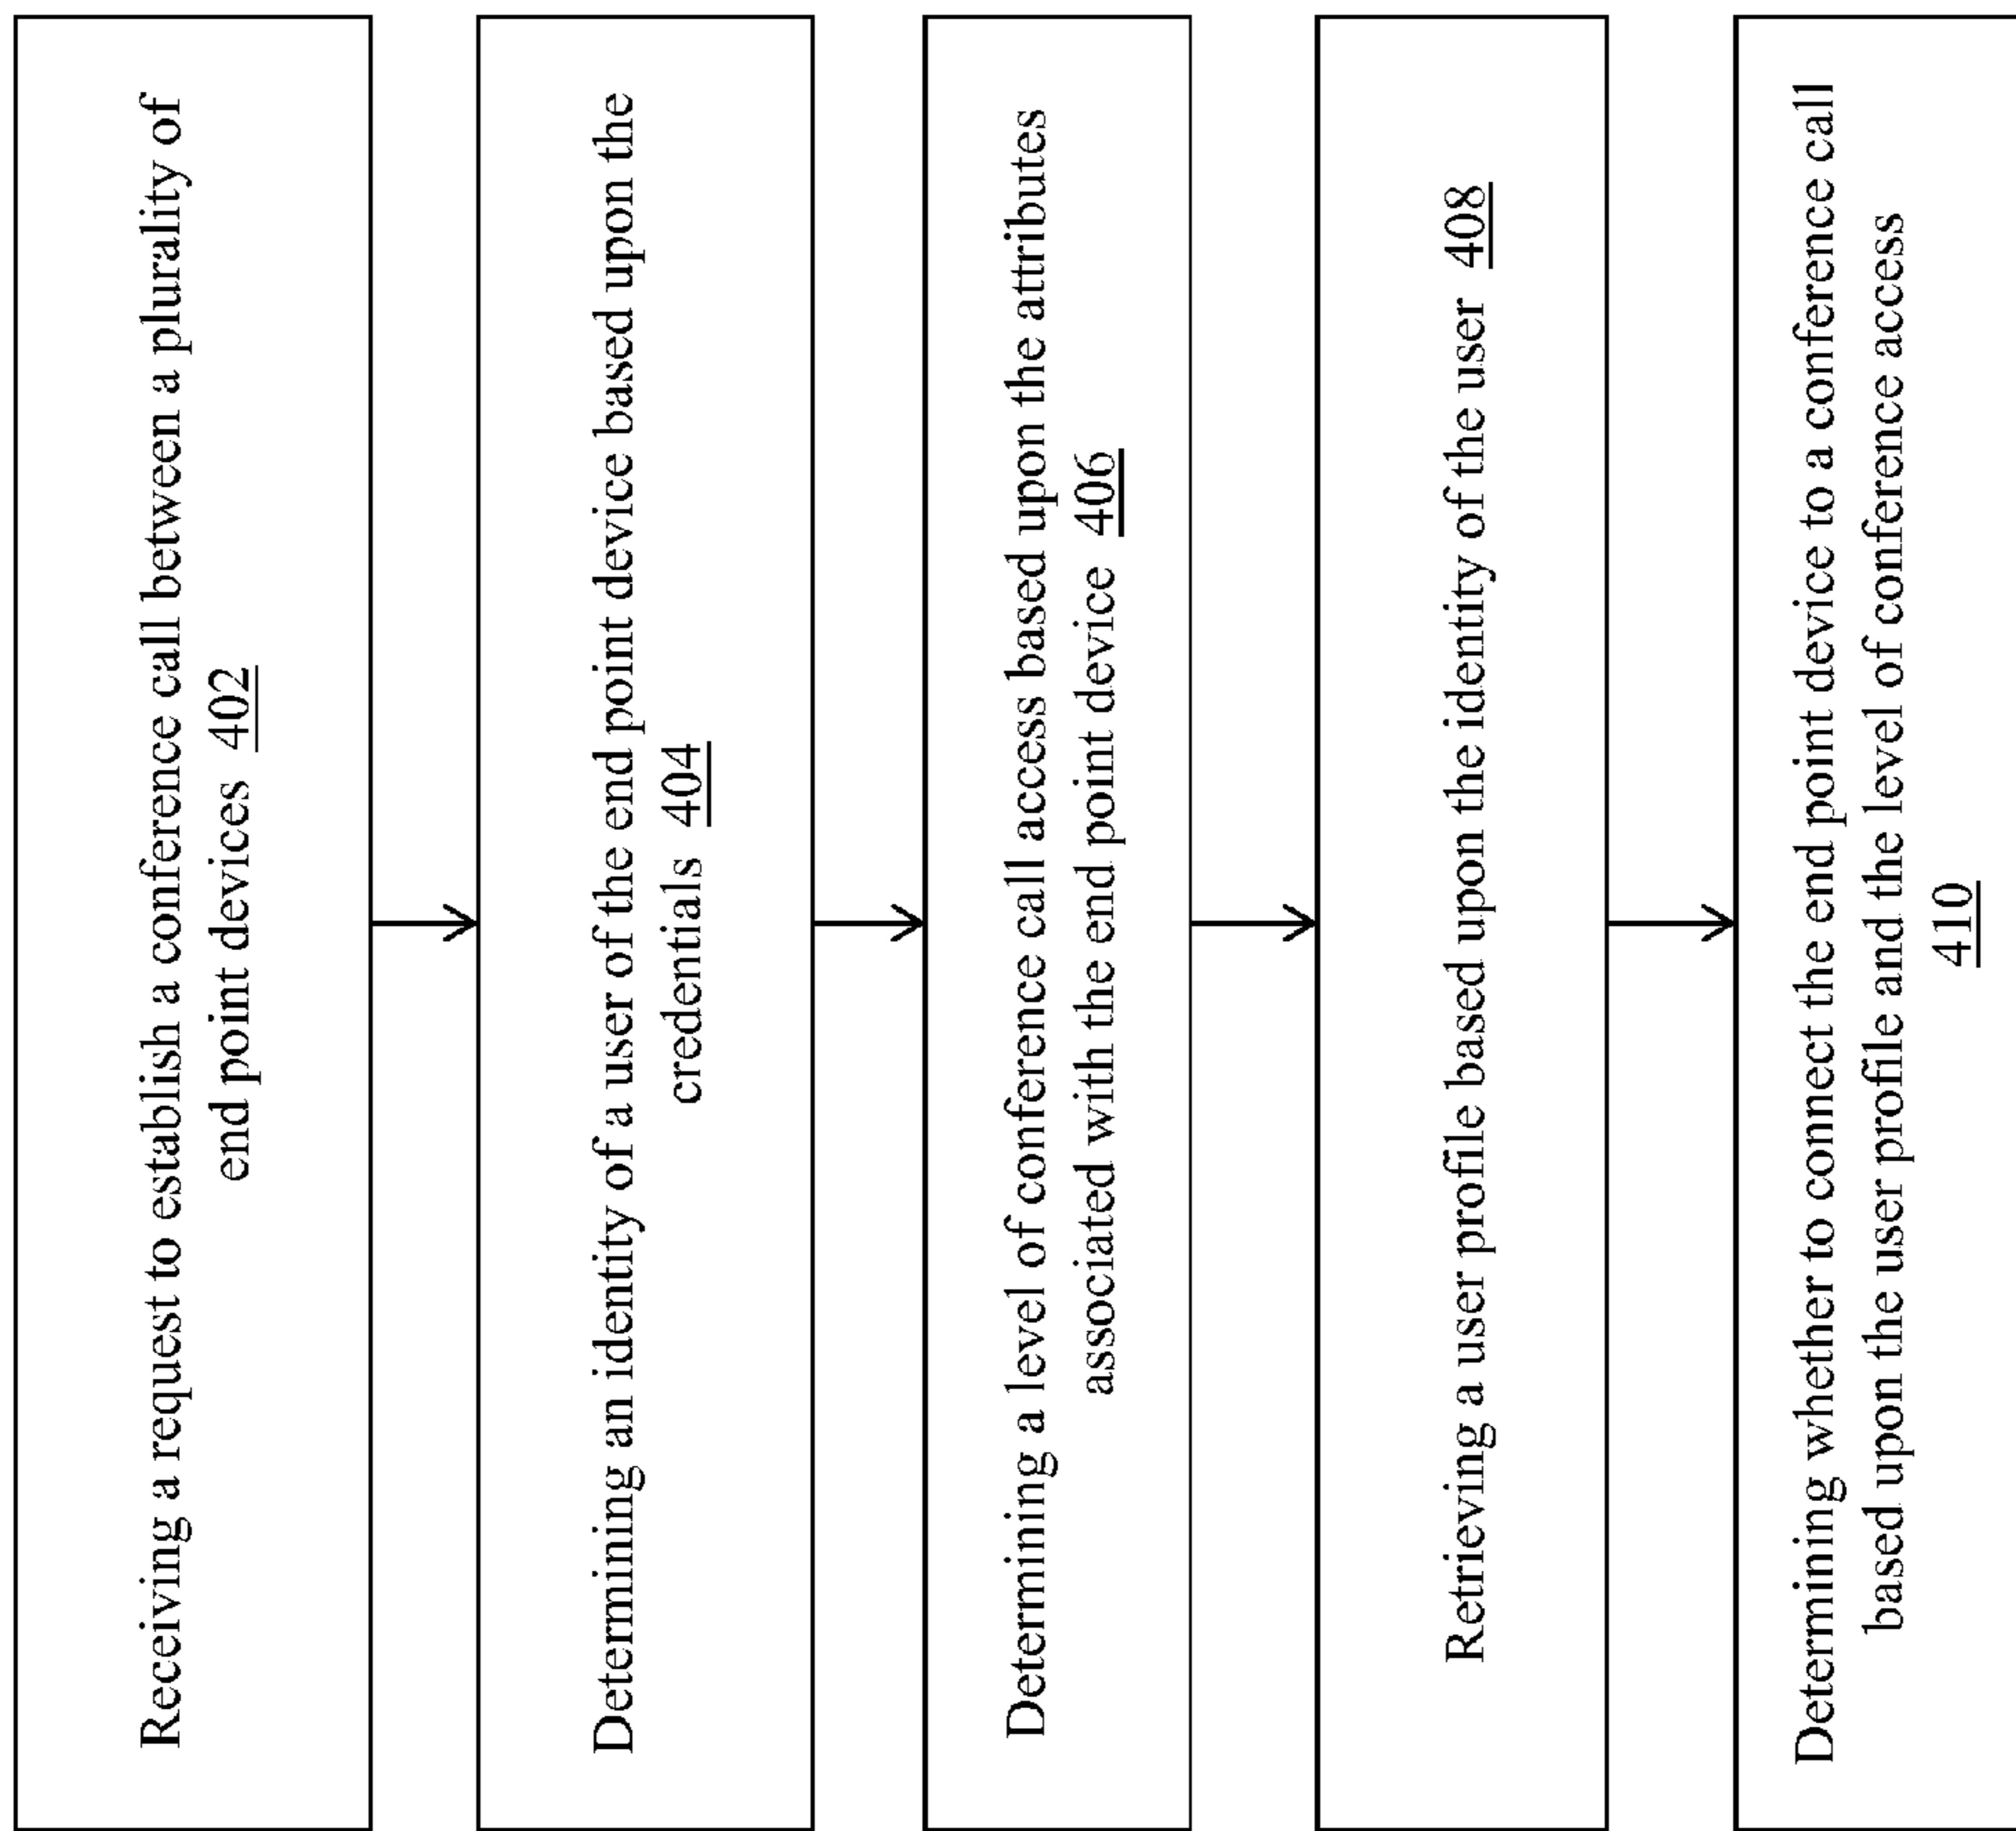 Receiving a request to establish a conference call between a plurality of
end point devices 402
Determining an identity of a user of the end point device based upon the
credentials 404
Determining a level of conference call access based upon the attributes
associated with the end point device 406
Retrieving a user profile based upon the identity of the user 408
Determining whether to connect the end point device to a conference call
based upon the user profile and the level of conference access
410